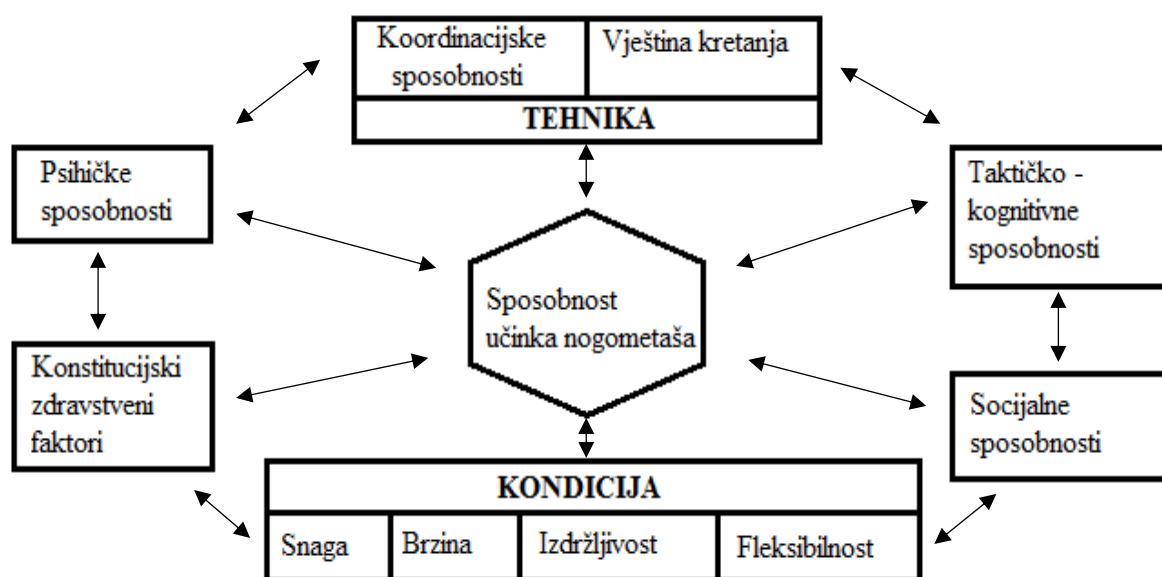 Koordinacijske
sposobnosti
Vještina kretanja
TEHNIKA
Psihičke
sposobnosti
Taktičko -
kognitivne
sposobnosti
Sposobnost
učinka nogometaša
Konstitucijski
zdravstveni
faktori
Socijalne
sposobnosti
KONDICIJA
Snaga
Brzina
Izdržljivost
Fleksibilnost